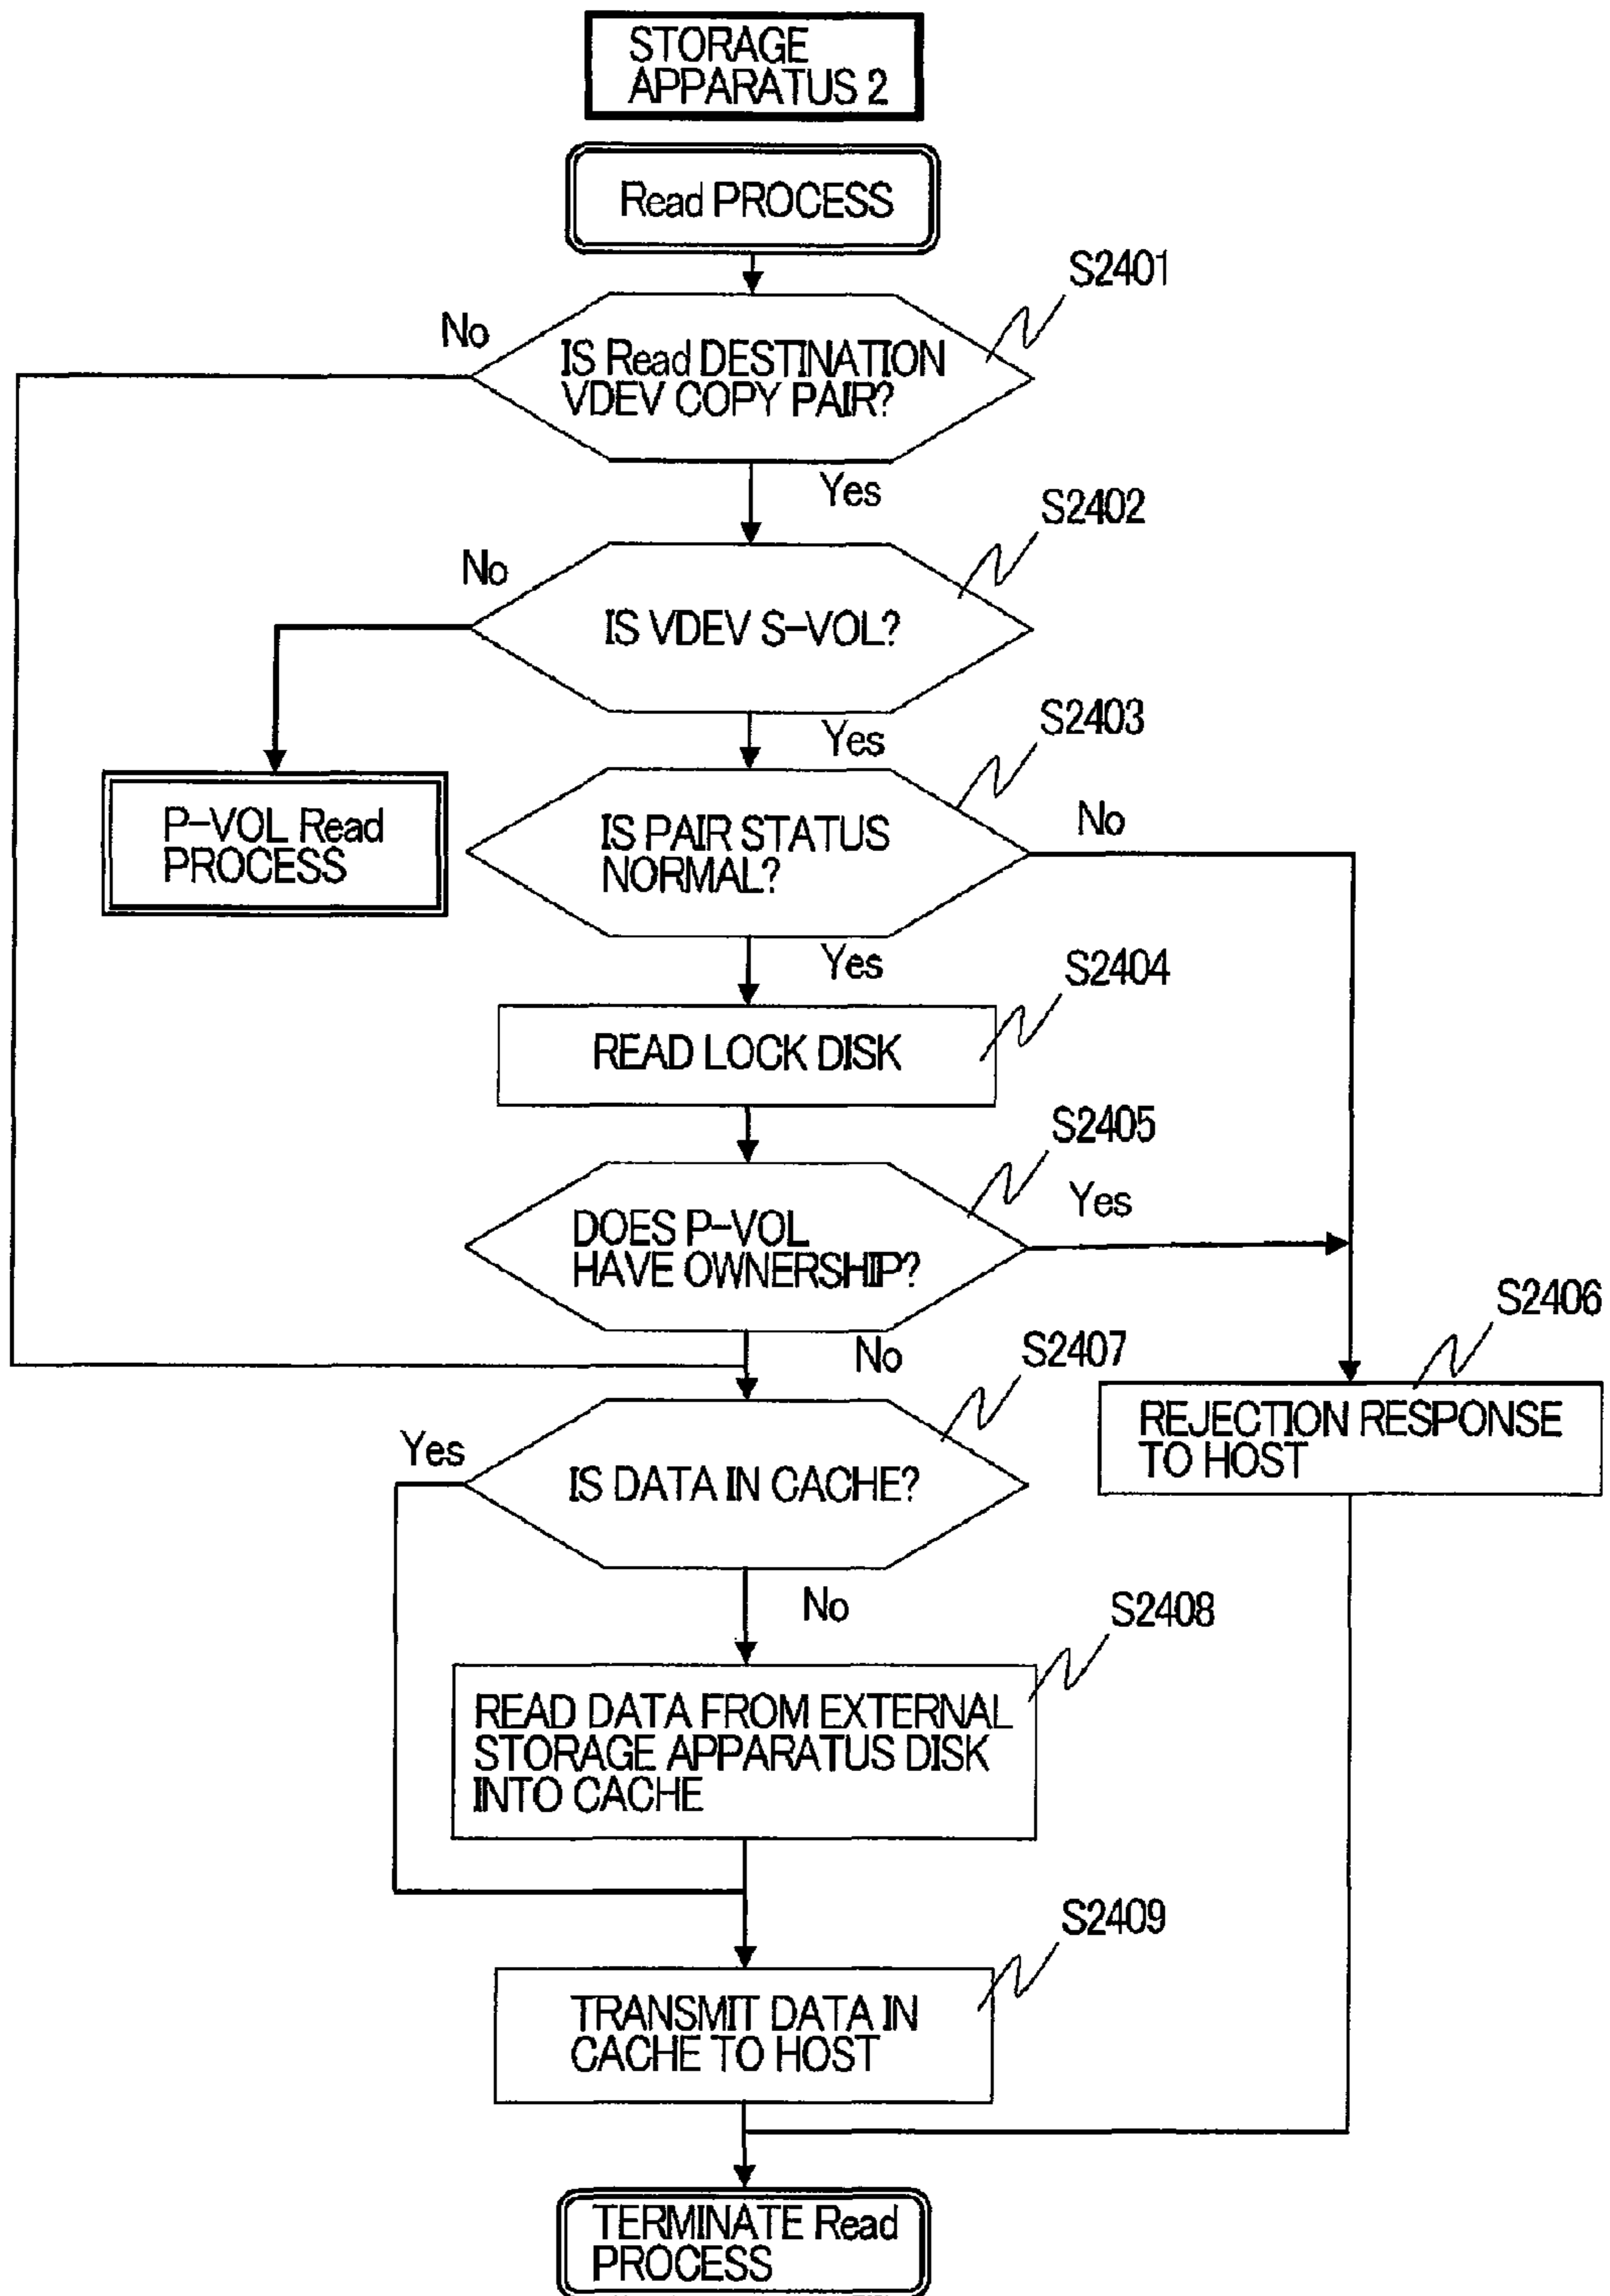 STORAGE
APPARATUS 2
Read PROCESS
S2401
No
IS Read DESTINATION
VDEV COPY PAIR?
Yes
S2402
No
IS VDEV S-VOL?
Yes
S2403
P-VOL Read
PROCESS
IS PAIR STATUS
NORMAL?
No
Yes
S2404
READ LOCK DISK
S2405
Yes
DOES P-VOL
HAVE OWNERSHIP?
S2406
No
S2407
REJECTION RESPONSE
TO HOST
Yes
IS DATA IN CACHE?
No
S2408
READ DATA FROM EXTERNAL
STORAGE APPARATUS DISK
INTO CACHE
S2409
TRANSMIT DATA IN
CACHE TO HOST
TERMINATE Read
PROCESS